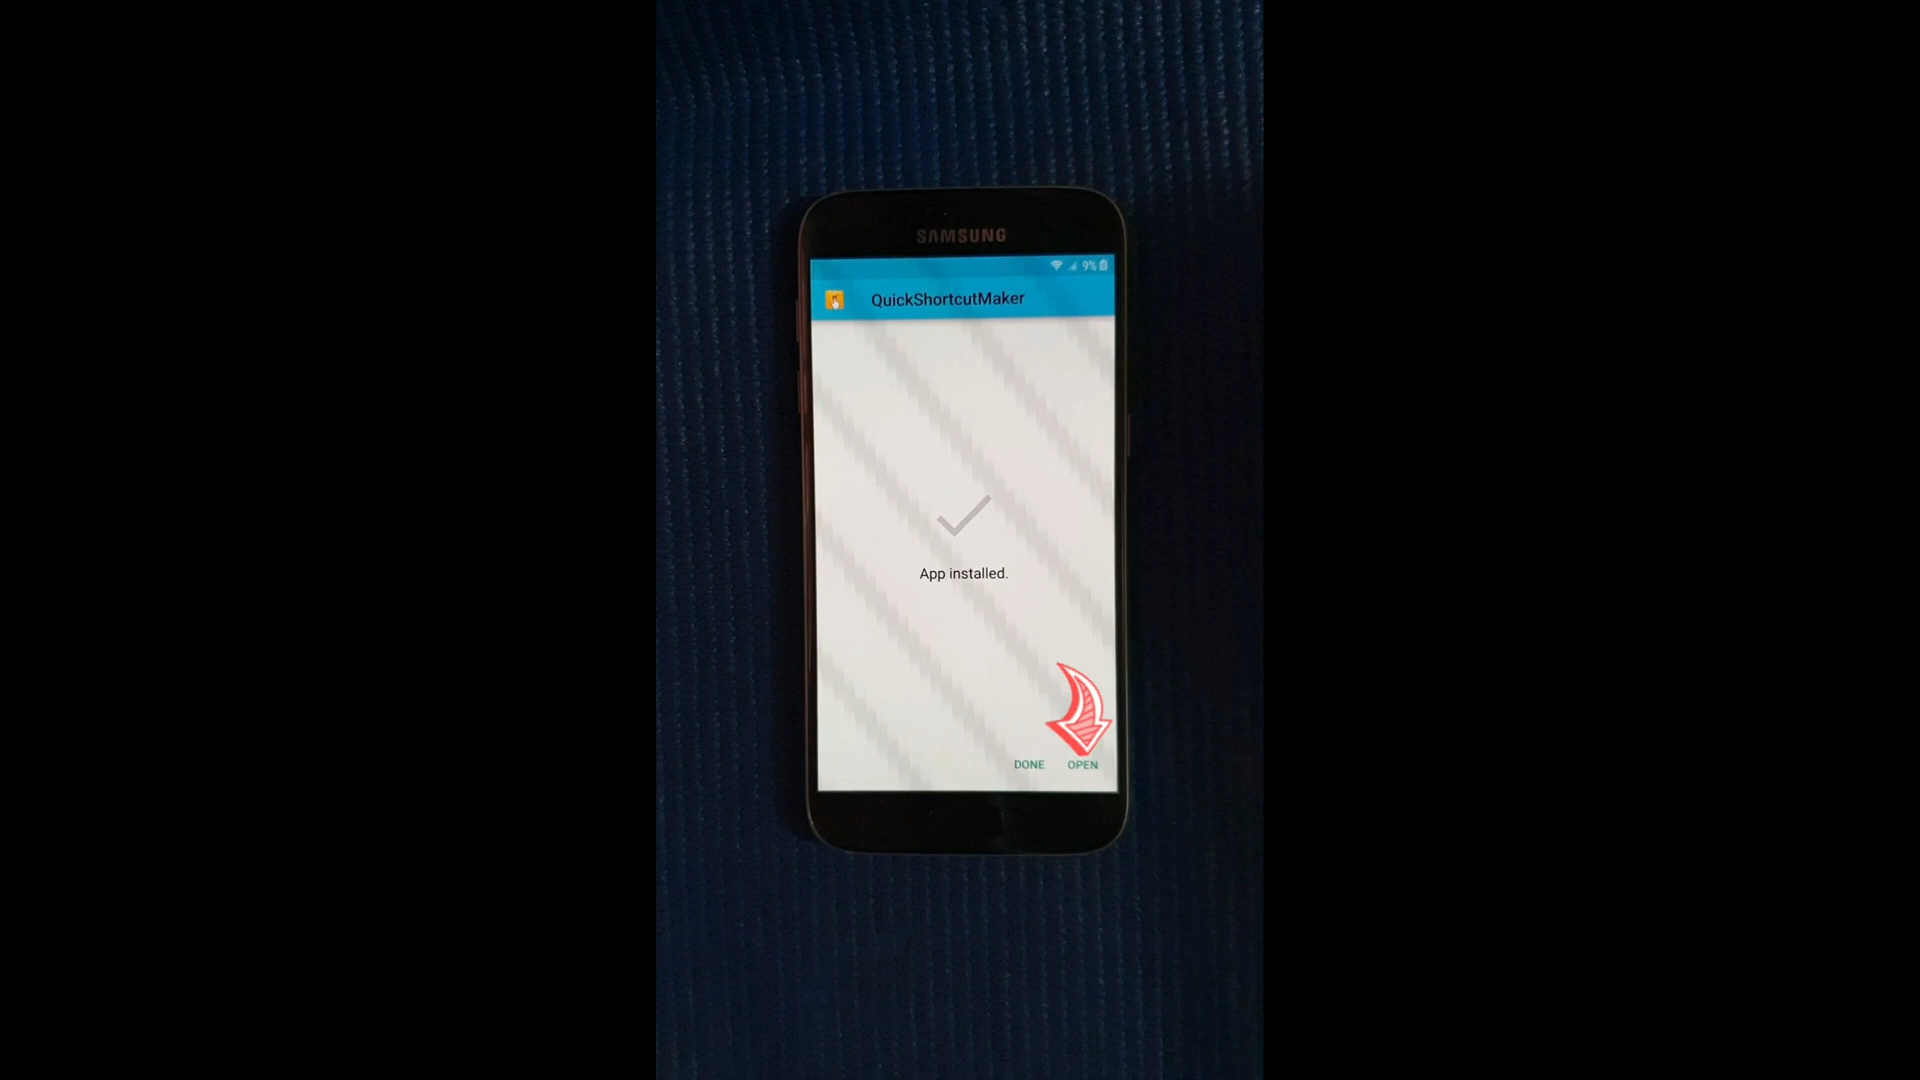 SAMSUNG
9%
QuickShortcutMaker
App installed.
DONE OPEN